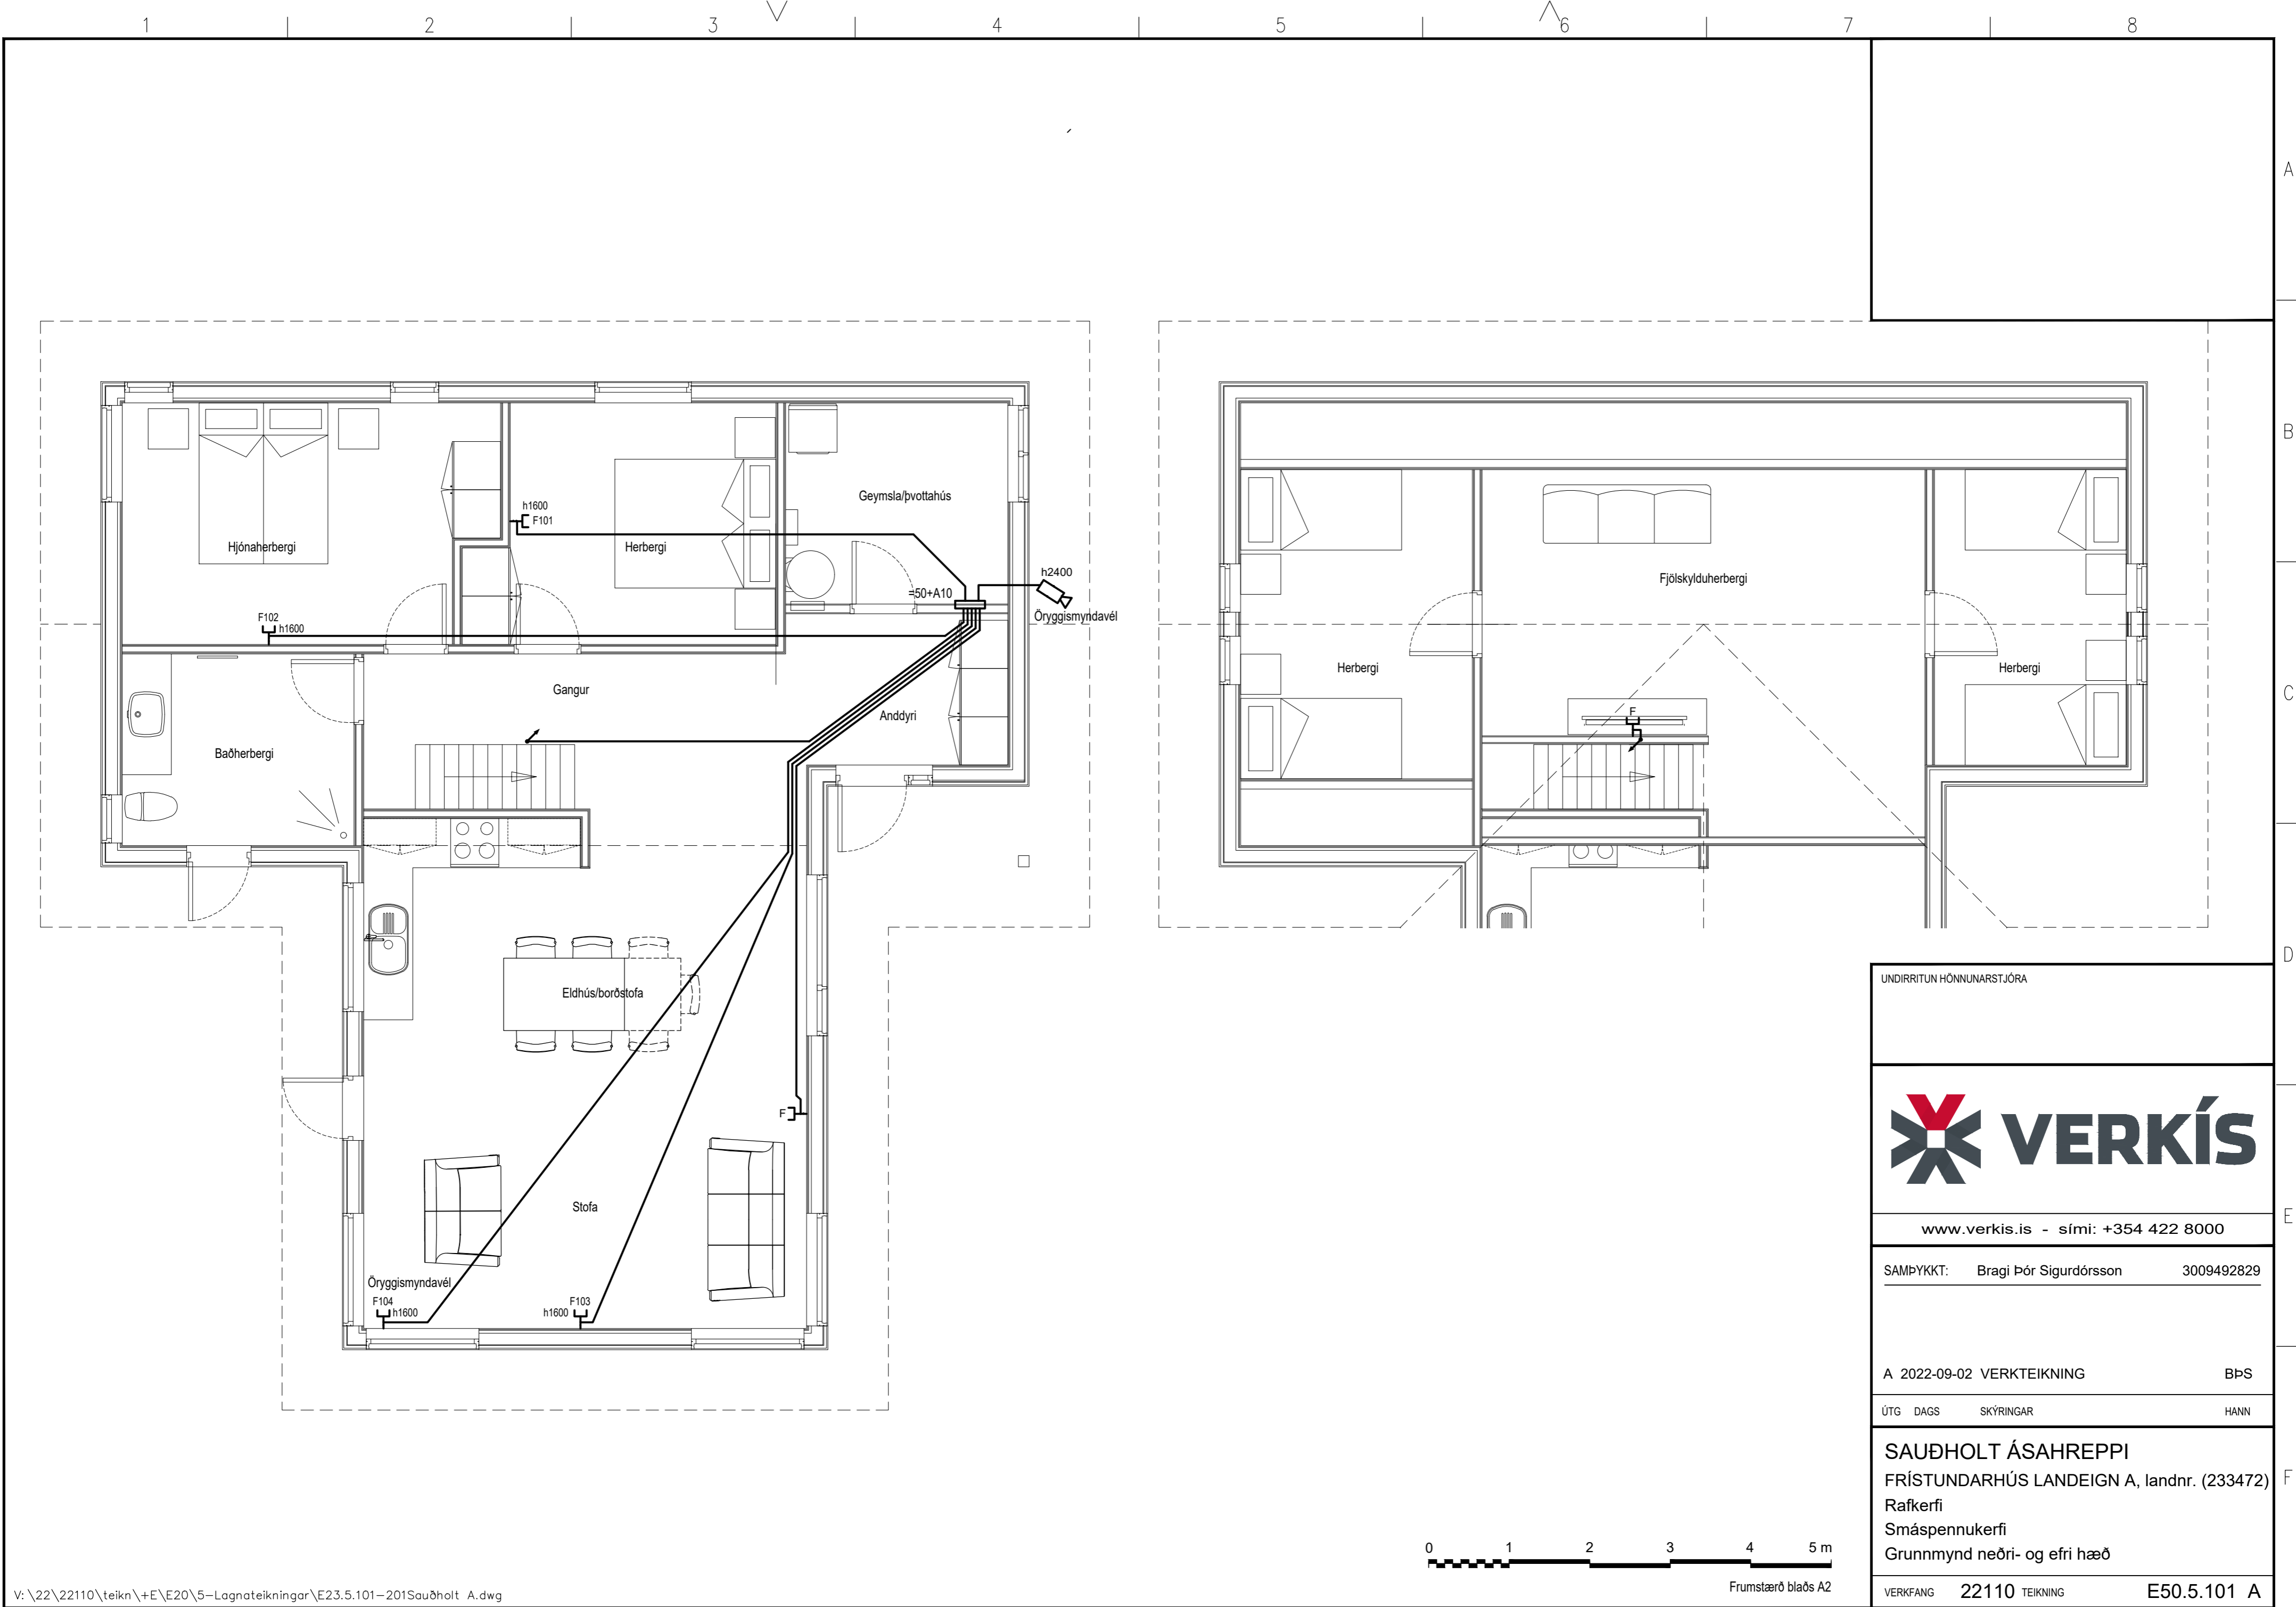 1 2 3 4 5 6 7 8
A
B
C
D
E
F
Hjónaherbergi
h1600
F101
Herbergi
Geymsla/þvottahús
=50+A10
h2400
Öryggismyndavél
F102
h1600
Gangur
Anddyri
Baðherbergi
Eldhús/borðstofa
F
Stofa
Öryggismyndavél
F104
h1600
F103
h1600
Fjölskylduherbergi
Herbergi
Herbergi
F
UNDIRRITUN HÖNNUNARSTJÓRA
VERKÍS
www.verkis.is - sími: +354 422 8000
SAMÞYKKT: Bragi Þór Sigurdórsson 3009492829
A 2022-09-02 VERKTEIKNING BÞS
ÚTG DAGS SKÝRINGAR HANN
SAUÐHOLT ÁSAHREPPI
FRÍSTUNDARHÚS LANDEIGN A, landnr. (233472)
Rafkerfi
Smáspennukerfi
Grunnmynd neðri- og efri hæð
VERKFANG 22110 TEIKNING E50.5.101 A
0 1 2 3 4 5 m
Frumstærð blaðs A2
V:\22\22110\teikn\+E\E20\5-Lagnateikningar\E23.5.101-201Sauðholt A.dwg